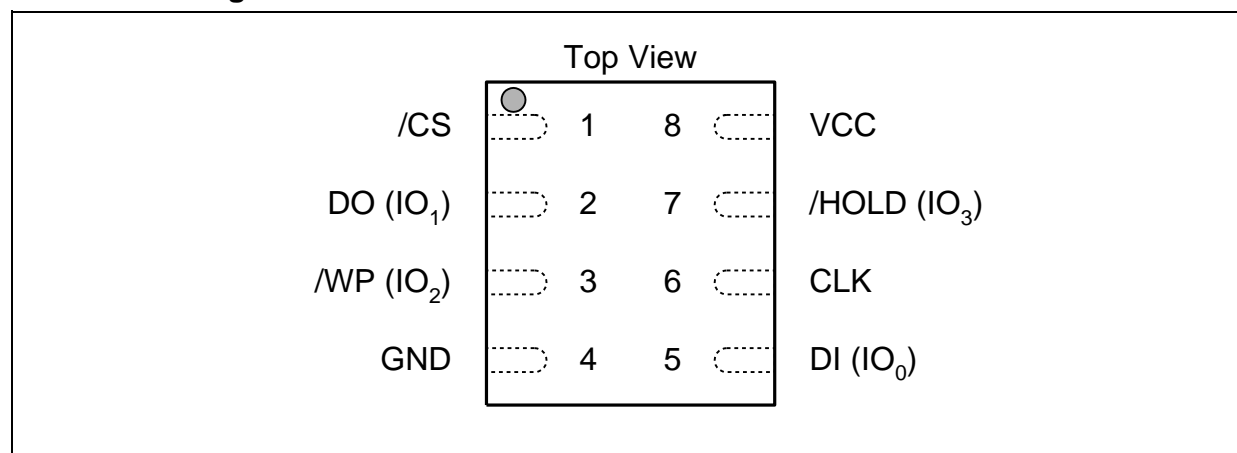 Top View
/CS 1 8 VCC
DO (IO₁) 2 7 /HOLD (IO₃)
/WP (IO₂) 3 6 CLK
GND 4 5 DI (IO₀)